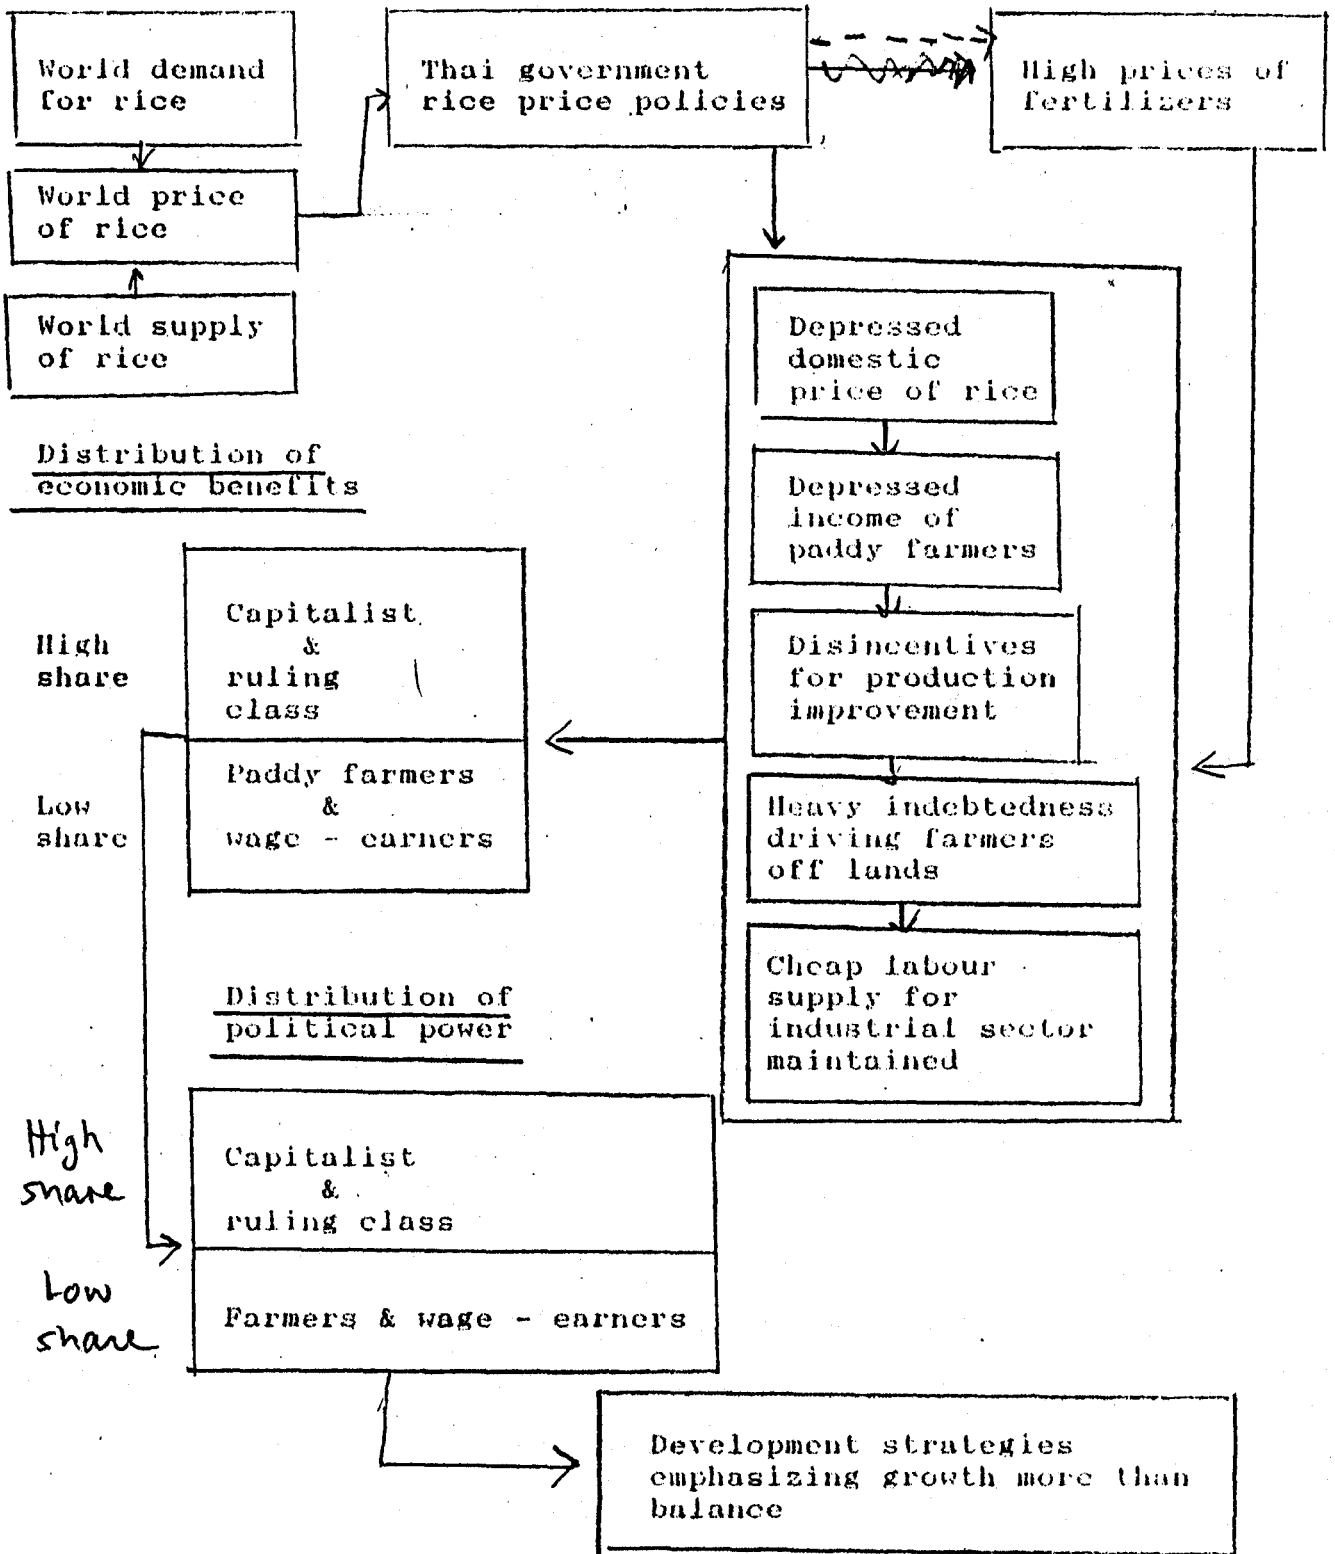 World demand
for rice
World price
of rice
World supply
of rice
Thai government
rice price policies
High prices of
fertilizers
Depressed
domestic
price of rice
Depressed
income of
paddy farmers
Disincentives
for production
improvement
Heavy indebtedness
driving farmers
off lands
Cheap labour
supply for
industrial sector
maintained
Distribution of
economic benefits
High
share
Capitalist
&
ruling
class
Low
share
Paddy farmers
&
wage - earners
Distribution of
political power
High
share
Capitalist
&
ruling class
Low
share
Farmers & wage - earners
Development strategies
emphasizing growth more than
balance